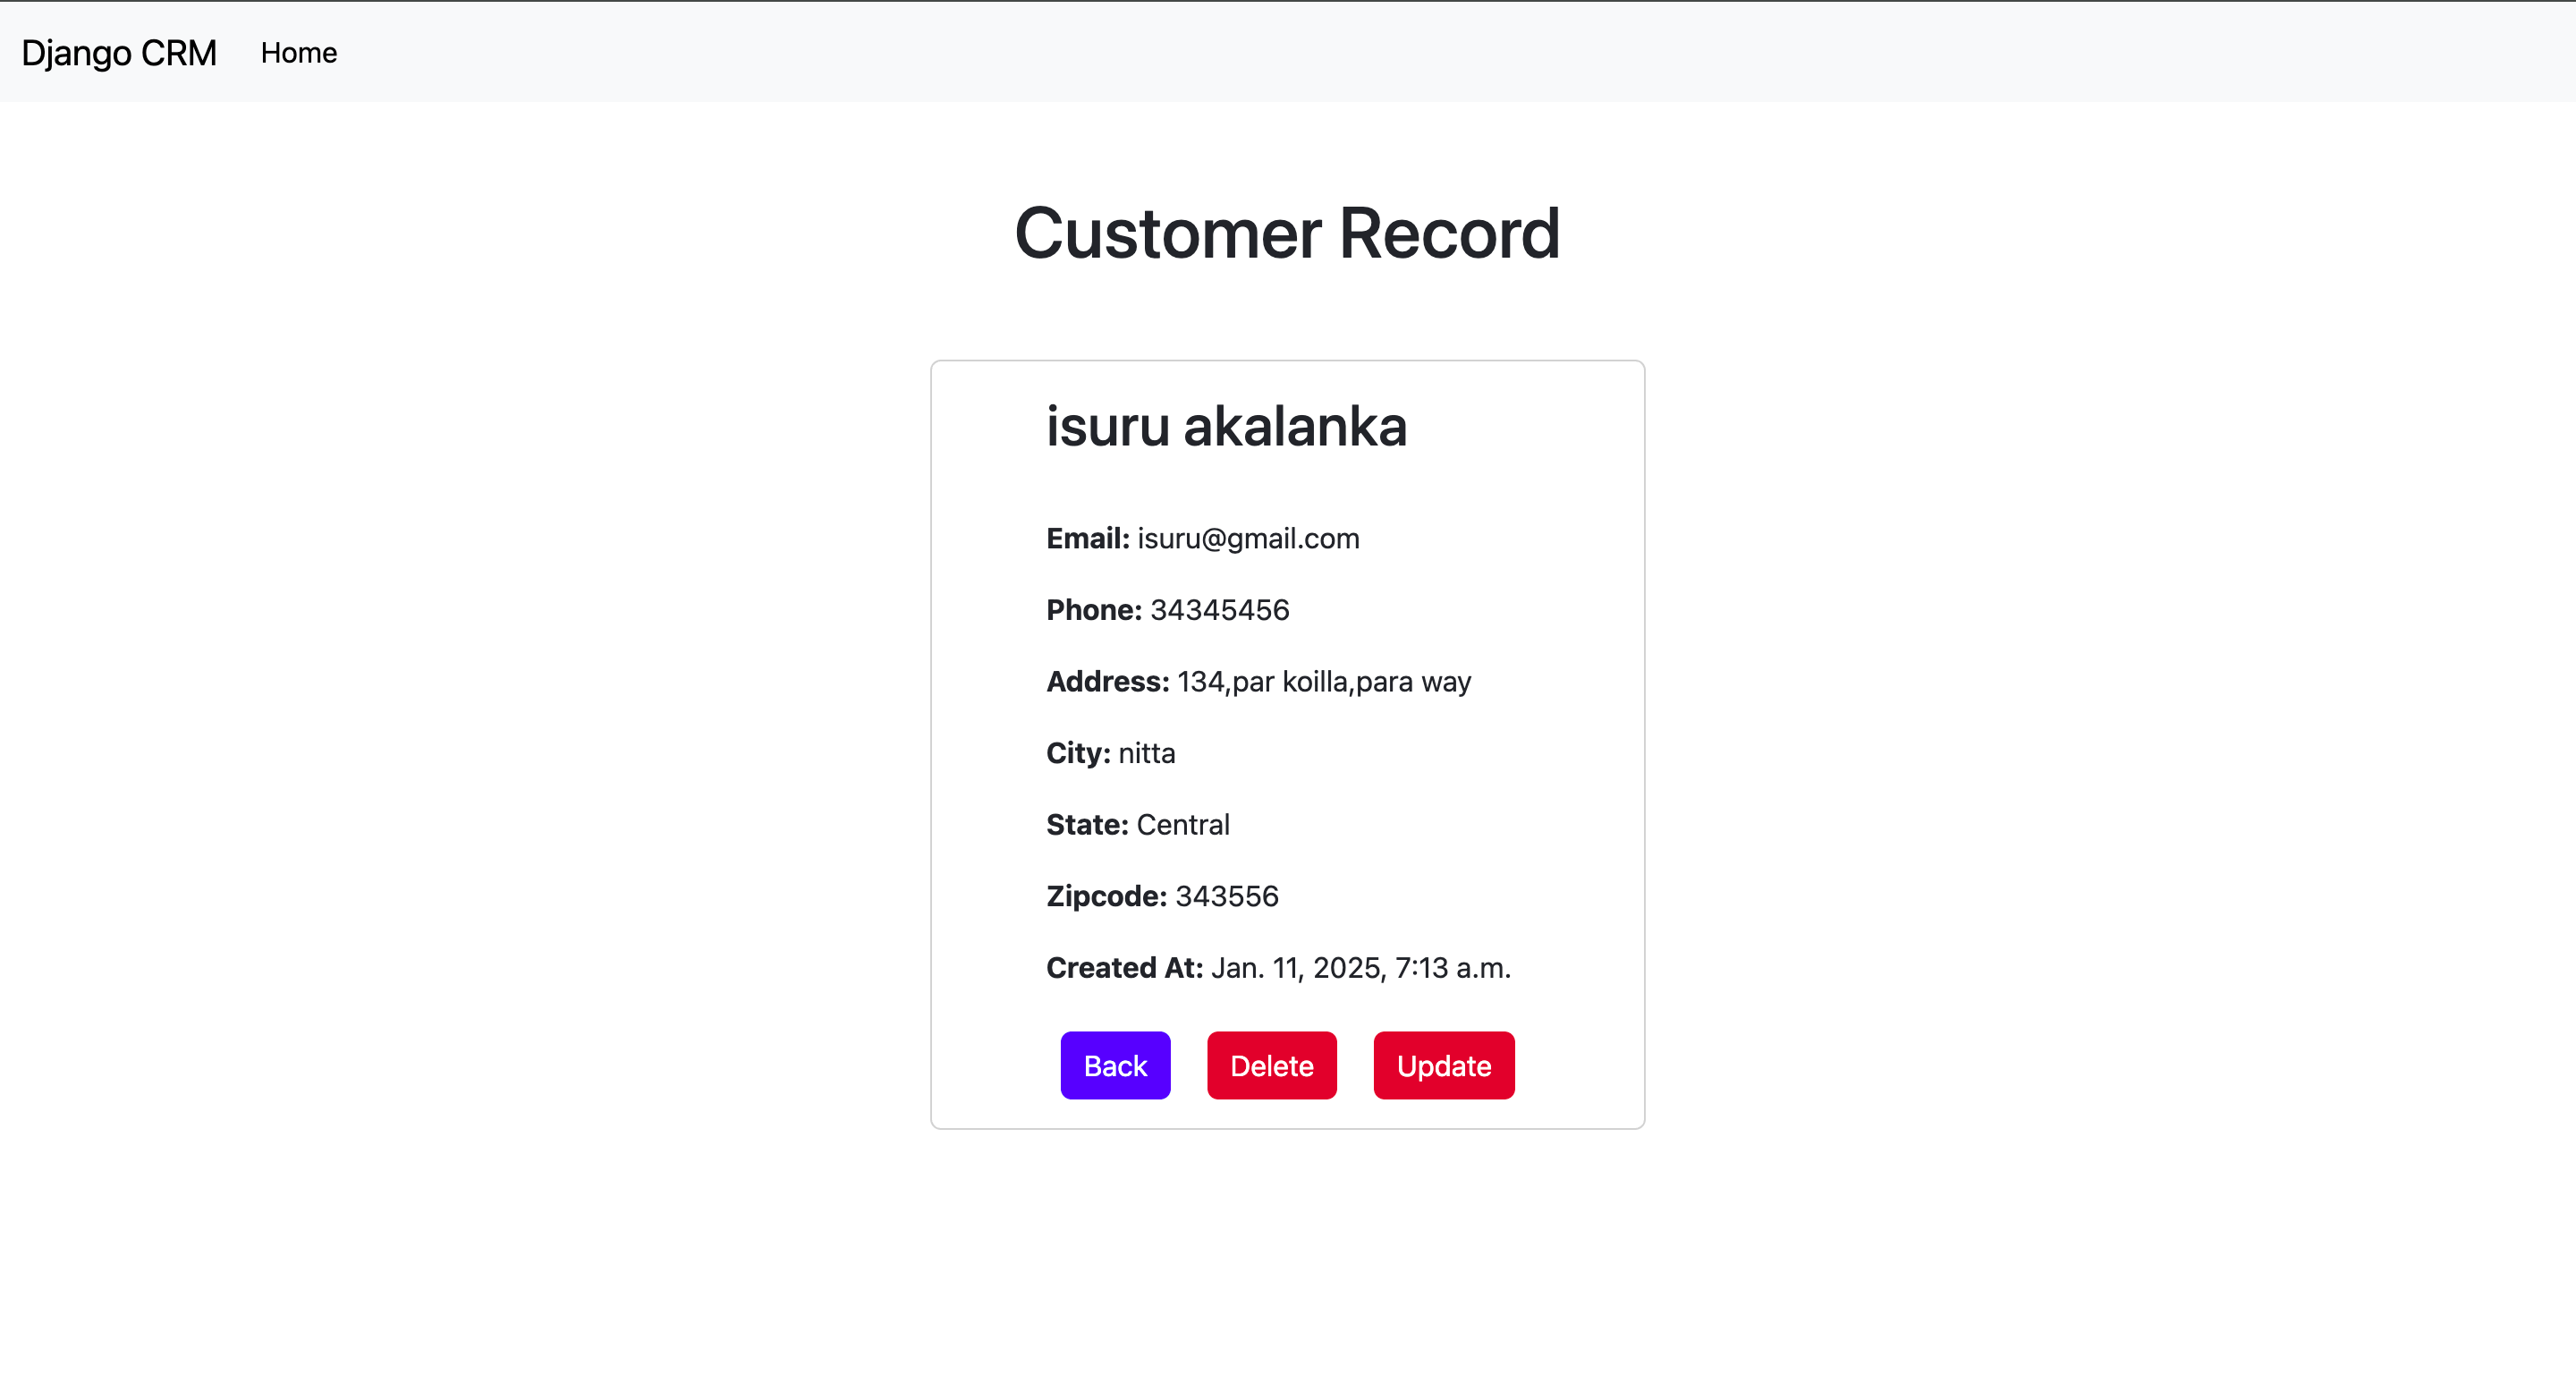 Django CRM Home
Customer Record
isuru akalanka
Email: isuru@gmail.com
Phone: 34345456
Address: 134,par koilla,para way
City: nitta
State: Central
Zipcode: 343556
Created At: Jan. 11, 2025, 7:13 a.m.
Back Delete Update